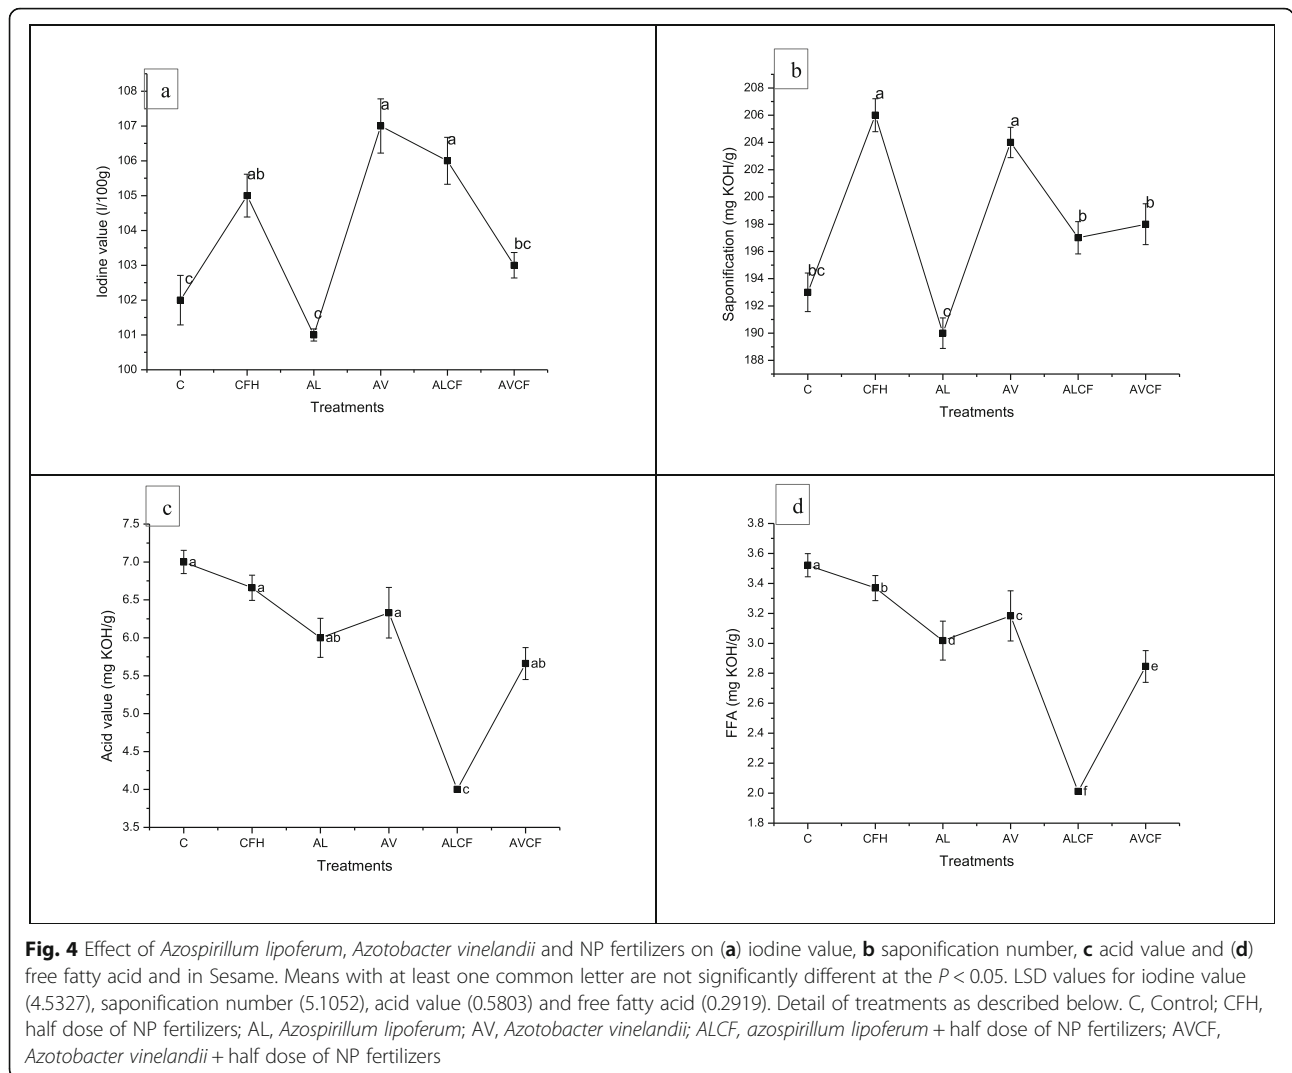 a
108
107
106
105
104
103
102
101
100
Iodine value (I/100g)
c
ab
c
a
a
bc
C CFH AL AV ALCF AVCF
Treatments
b
208
206
204
202
200
198
196
194
192
190
188
Saponification (mg KOH/g)
bc
a
c
a
b
b
C CFH AL AV ALCF AVCF
Treatments
c
7.5
7.0
6.5
6.0
5.5
5.0
4.5
4.0
3.5
Acid value (mg KOH/g)
a
a
ab
a
c
ab
C CFH AL AV ALCF AVCF
Treatments
d
3.8
3.6
3.4
3.2
3.0
2.8
2.6
2.4
2.2
2.0
1.8
FFA (mg KOH/g)
a
b
d
c
f
e
C CFH AL AV ALCF AVCF
Treatments
Fig. 4 Effect of Azospirillum lipoferum, Azotobacter vinelandii and NP fertilizers on (a) iodine value, b saponification number, c acid value and (d)
free fatty acid and in Sesame. Means with at least one common letter are not significantly different at the P < 0.05. LSD values for iodine value
(4.5327), saponification number (5.1052), acid value (0.5803) and free fatty acid (0.2919). Detail of treatments as described below. C, Control; CFH,
half dose of NP fertilizers; AL, Azospirillum lipoferum; AV, Azotobacter vinelandii; ALCF, azospirillum lipoferum + half dose of NP fertilizers; AVCF,
Azotobacter vinelandii + half dose of NP fertilizers